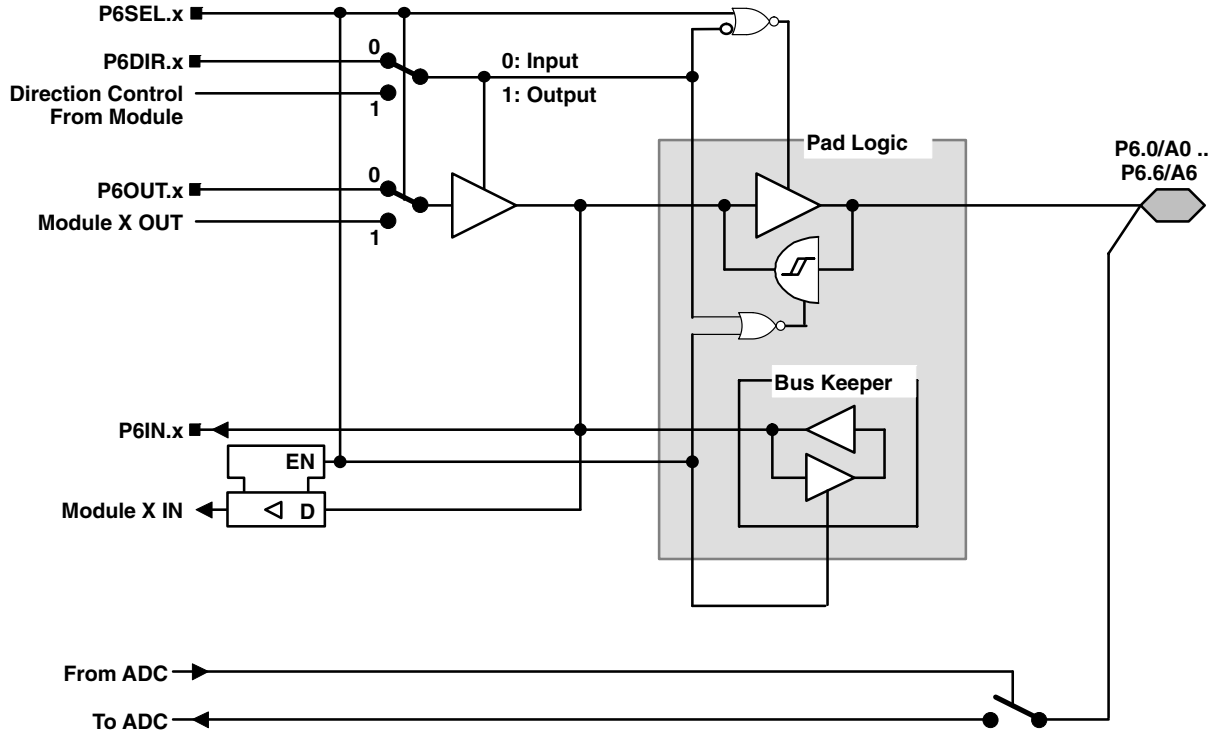 P6SEL.x
P6DIR.x
0
0: Input
Direction Control
From Module
1
1: Output
Pad Logic
P6.0/A0 ..
P6.6/A6
P6OUT.x
0
Module X OUT
1
Bus Keeper
P6IN.x
EN
Module X IN
D
From ADC
To ADC